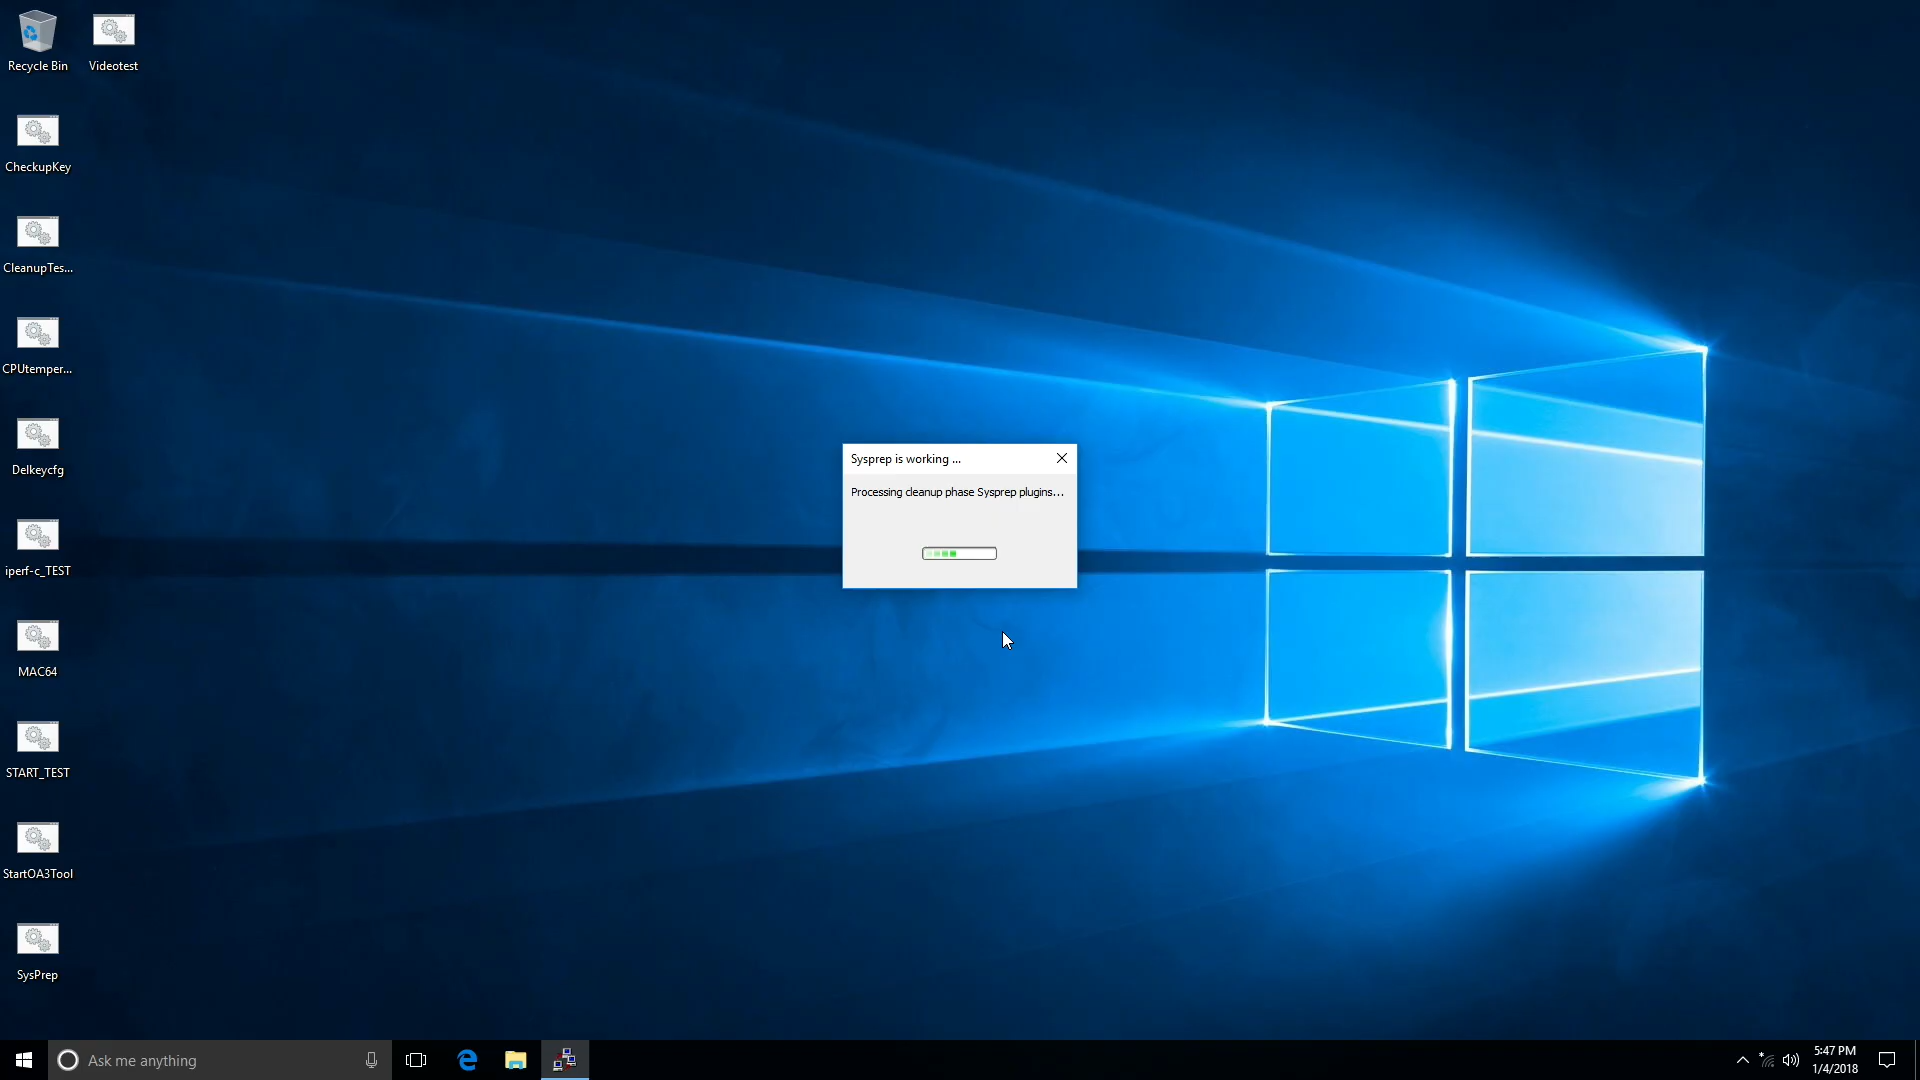 Recycle Bin
Videotest
CheckupKey
CleanupTes...
CPUtemper...
Delkeycfg
iperf-c_TEST
MAC64
START_TEST
StartOA3Tool
SysPrep
Sysprep is working ...
Processing cleanup phase Sysprep plugins...
Ask me anything
5:47 PM
1/4/2018